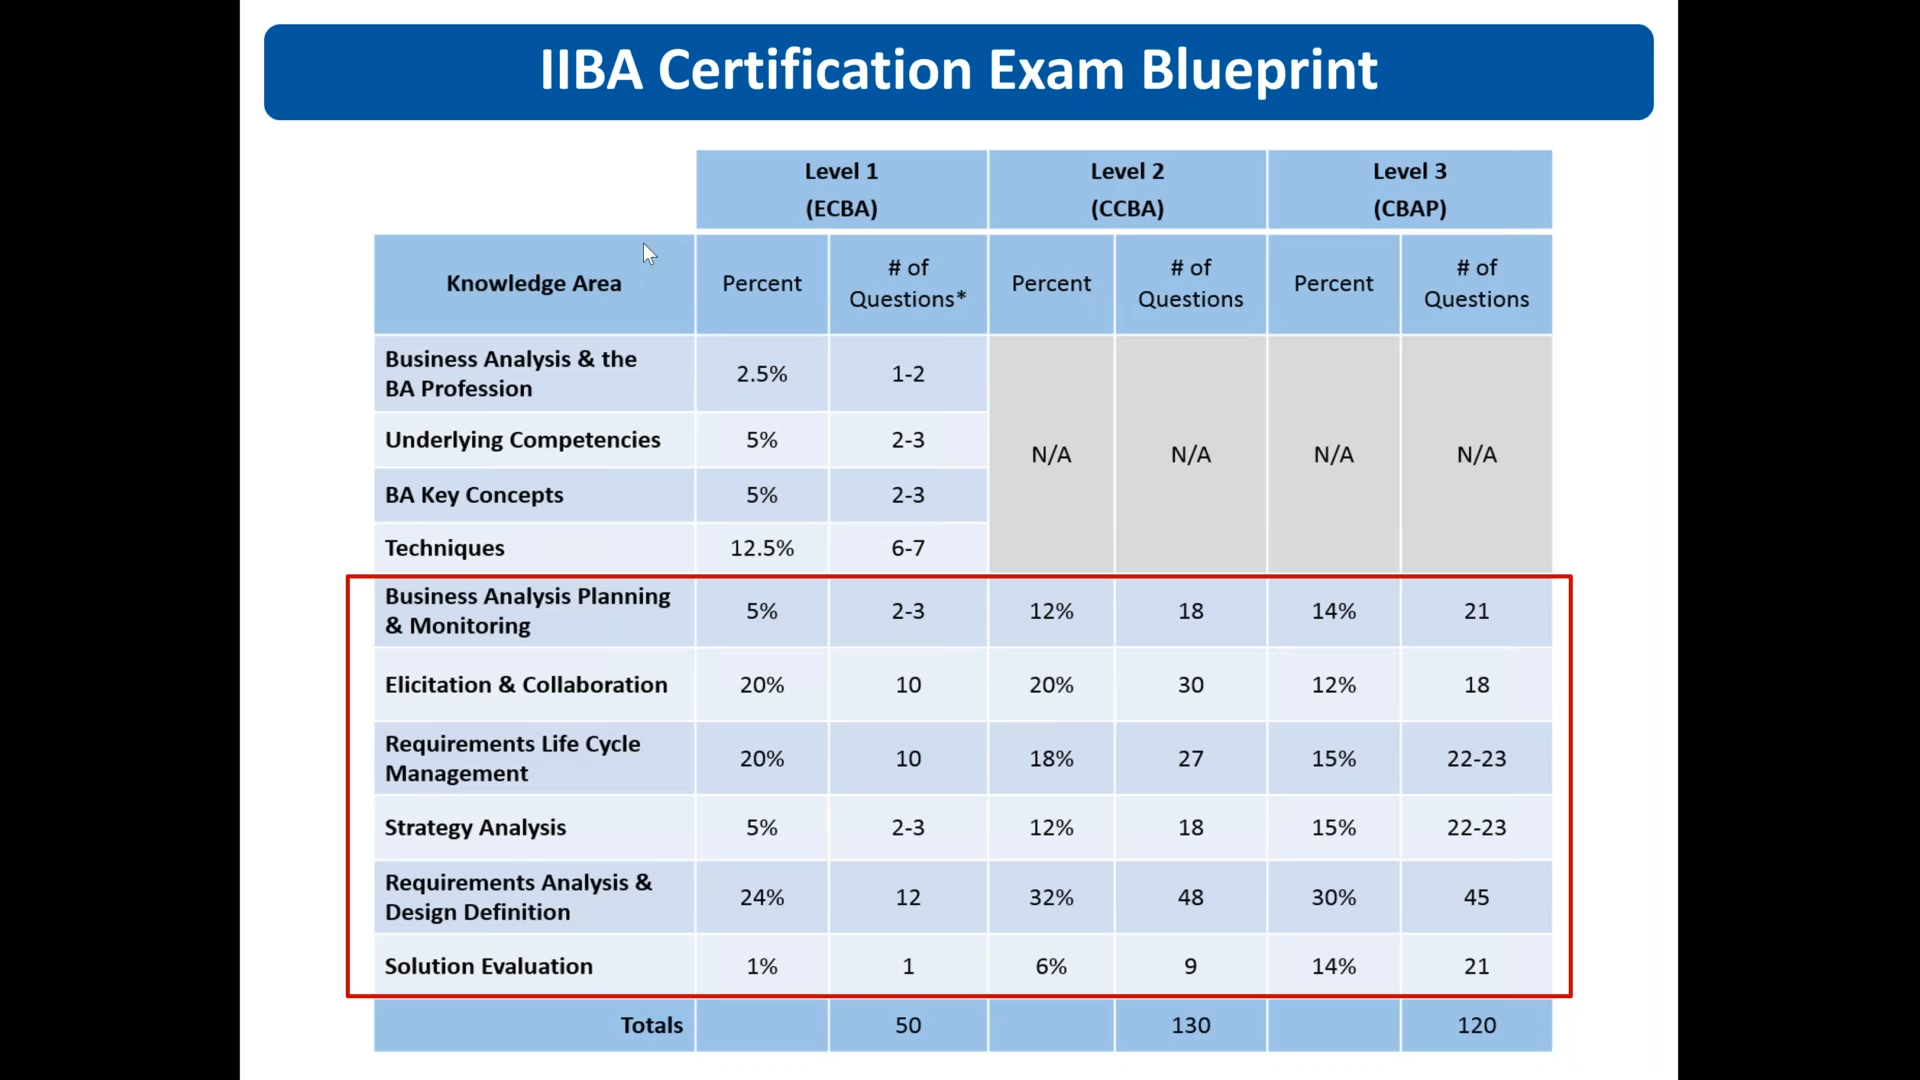 IIBA Certification Exam Blueprint
Level 1 Level 2 Level 3
(ECBA) (CCBA) (CBAP)
Knowledge Area Percent # of Questions* Percent # of Questions Percent # of Questions
Business Analysis & the BA Profession 2.5% 1-2 N/A N/A N/A N/A
Underlying Competencies 5% 2-3
BA Key Concepts 5% 2-3
Techniques 12.5% 6-7
Business Analysis Planning & Monitoring 5% 2-3 12% 18 14% 21
Elicitation & Collaboration 20% 10 20% 30 12% 18
Requirements Life Cycle Management 20% 10 18% 27 15% 22-23
Strategy Analysis 5% 2-3 12% 18 15% 22-23
Requirements Analysis & Design Definition 24% 12 32% 48 30% 45
Solution Evaluation 1% 1 6% 9 14% 21
Totals 50 130 120